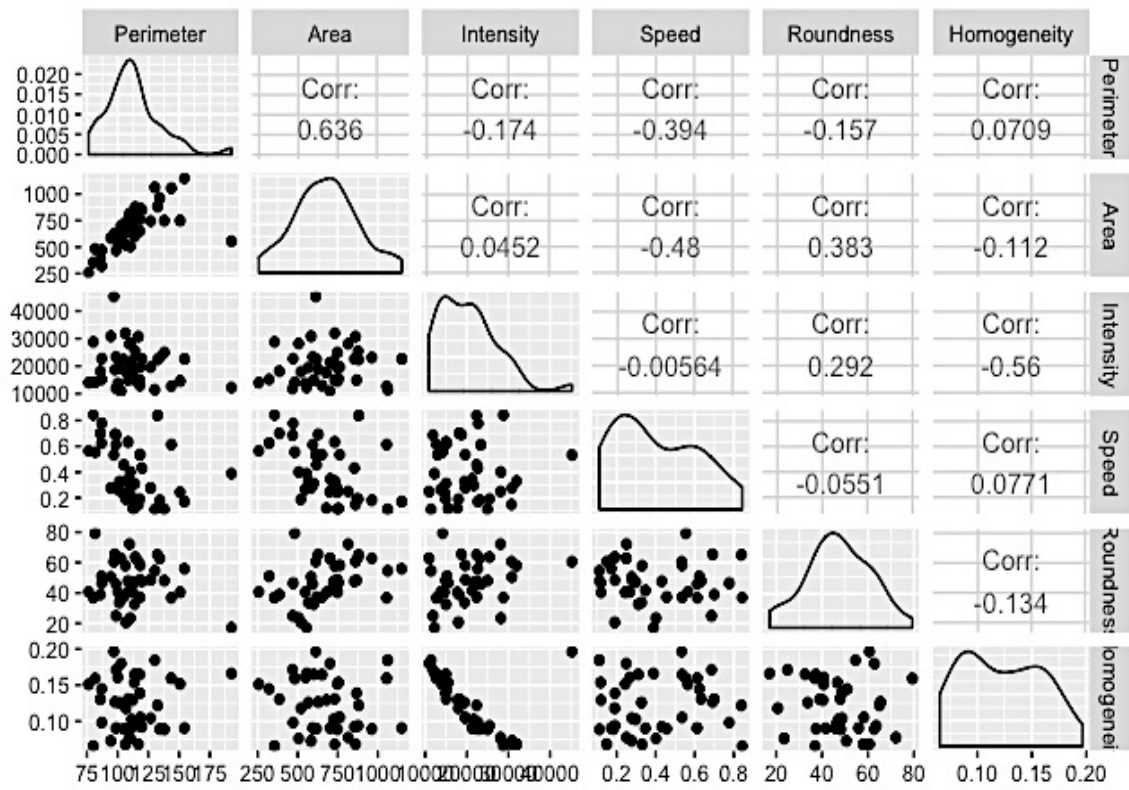 Perimeter Area Intensity Speed Roundness Homogeneity
0.020
0.015
0.010
0.005
0.000
Corr:
0.636
Corr:
-0.174
Corr:
-0.394
Corr:
-0.157
Corr:
0.0709
Perimeter
1000
750
500
250
Corr:
0.0452
Corr:
-0.48
Corr:
0.383
Corr:
-0.112
Area
40000
30000
20000
10000
Corr:
-0.00564
Corr:
0.292
Corr:
-0.56
Intensity
0.8
0.6
0.4
0.2
Corr:
-0.0551
Corr:
0.0771
Speed
80
60
40
20
Corr:
-0.134
Roundness
0.20
0.15
0.10
omogenei
75 100 125 150 175 250 500 750 1000 10000 20000 30000 40000 0.2 0.4 0.6 0.8 20 40 60 80 0.10 0.15 0.20